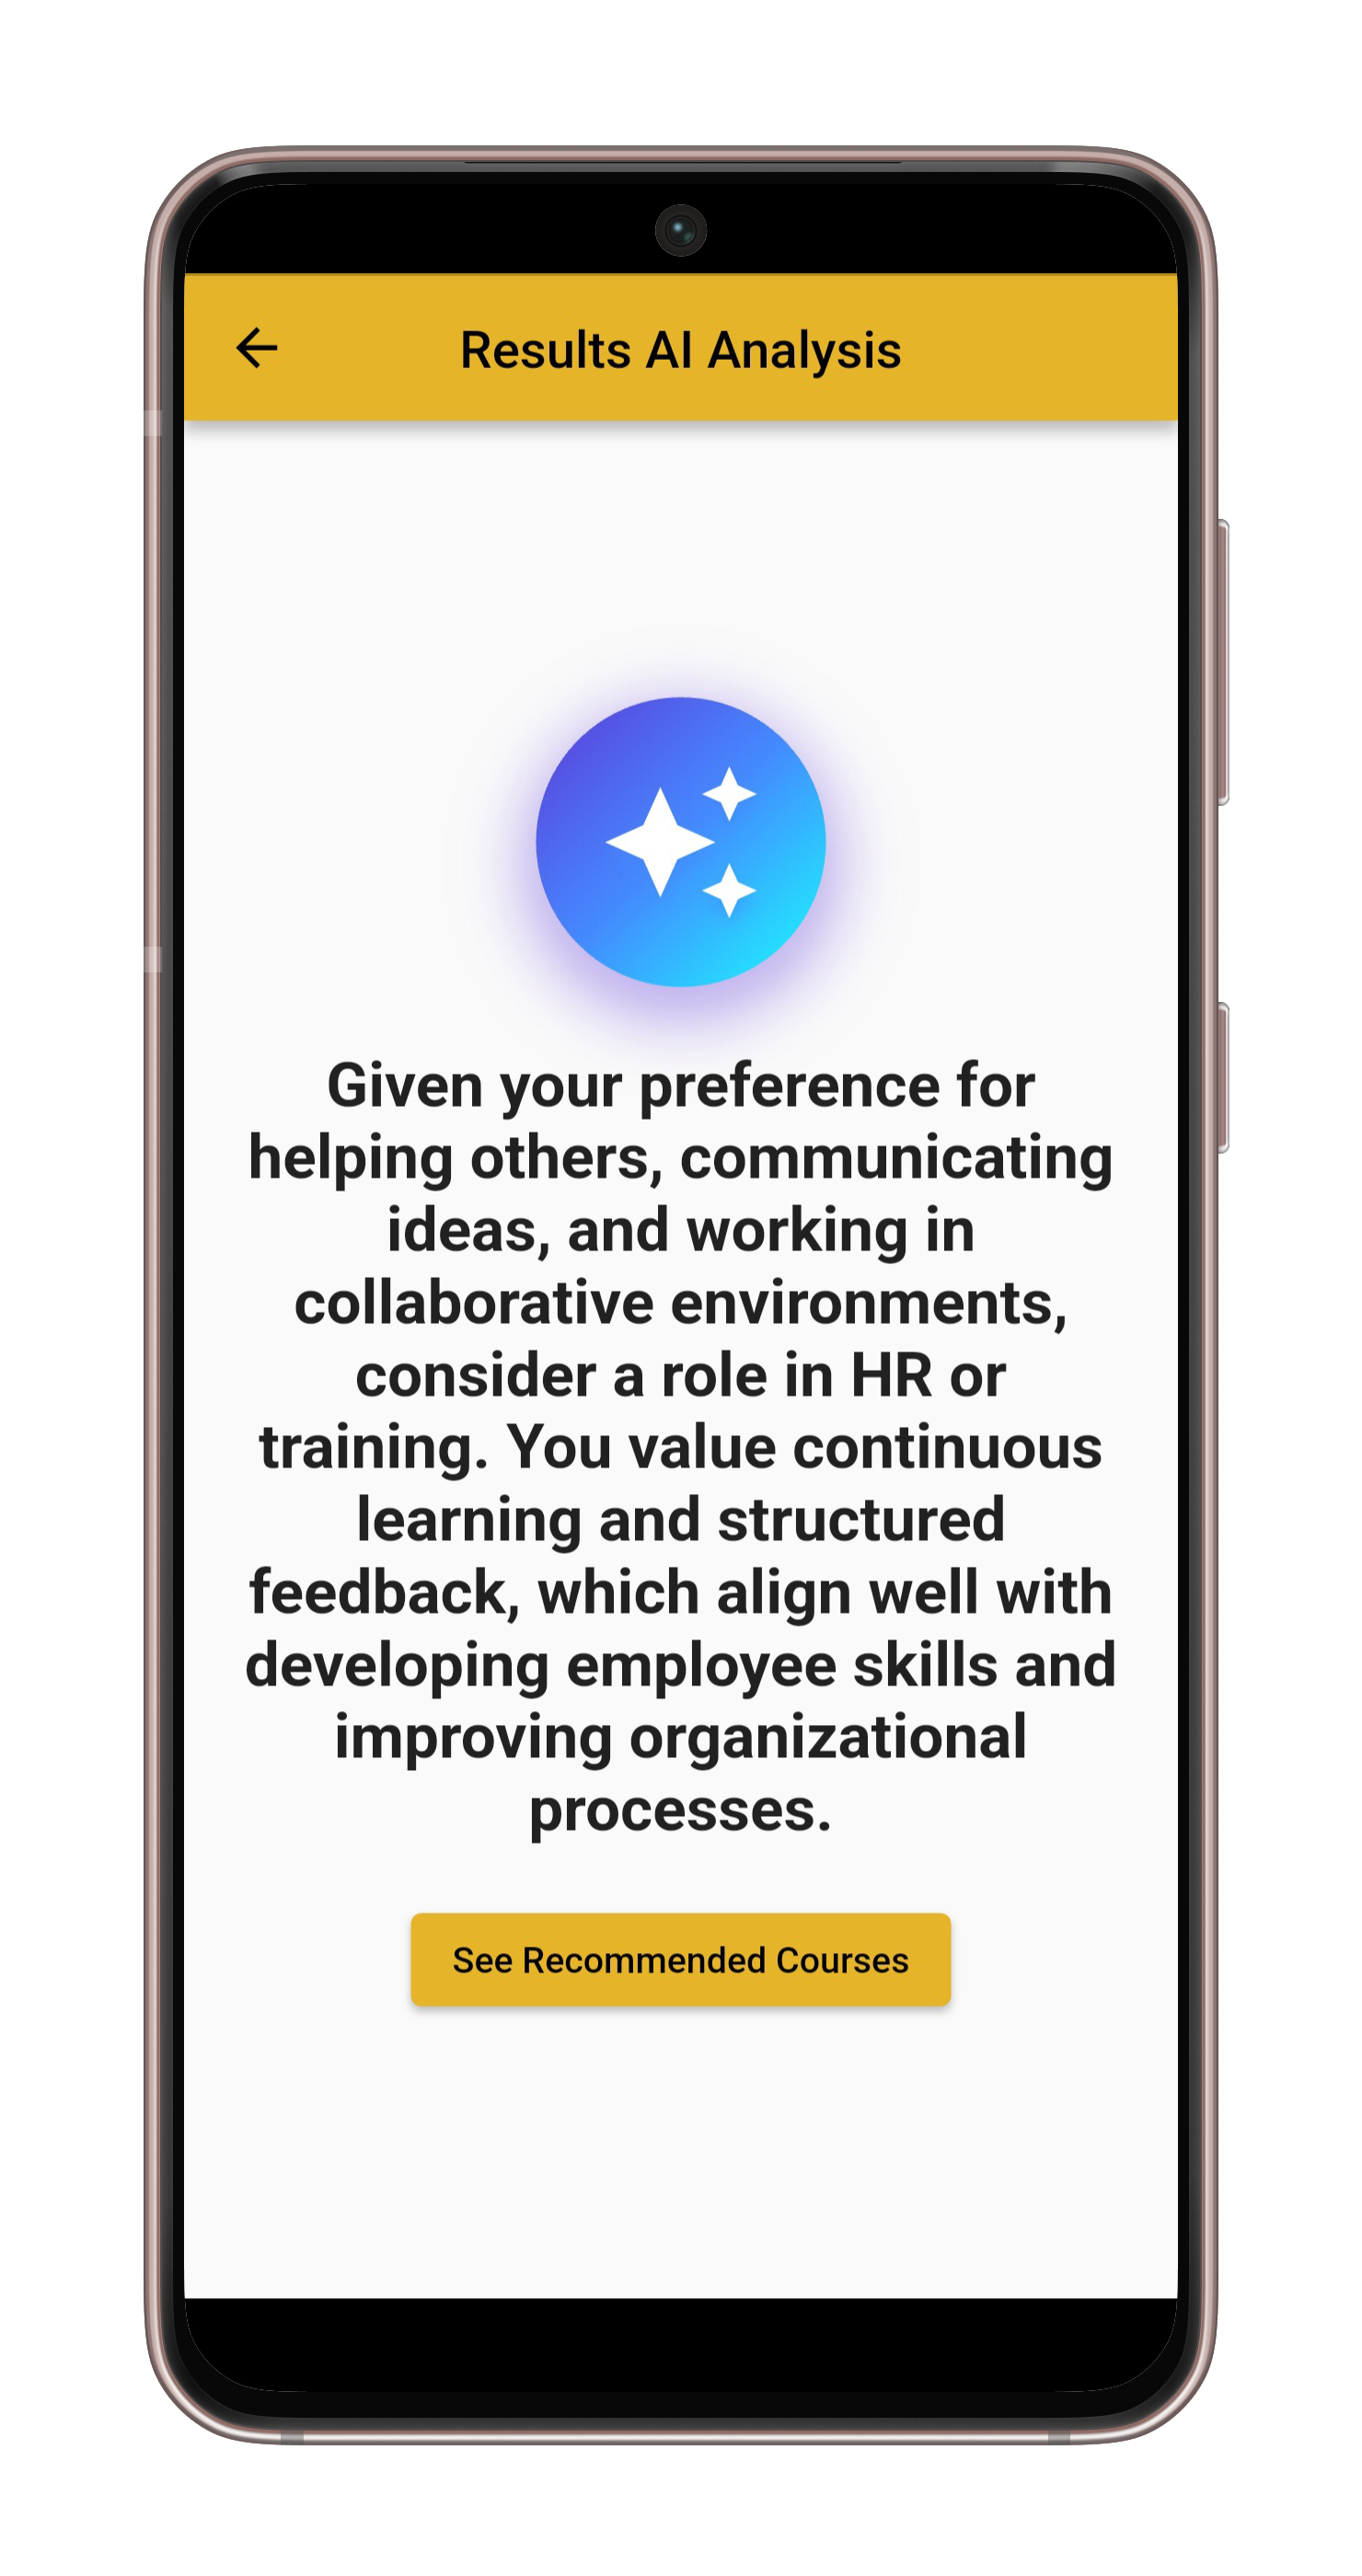 Results AI Analysis
Given your preference for
helping others, communicating
ideas, and working in
collaborative environments,
consider a role in HR or
training. You value continuous
learning and structured
feedback, which align well with
developing employee skills and
improving organizational
processes.
See Recommended Courses